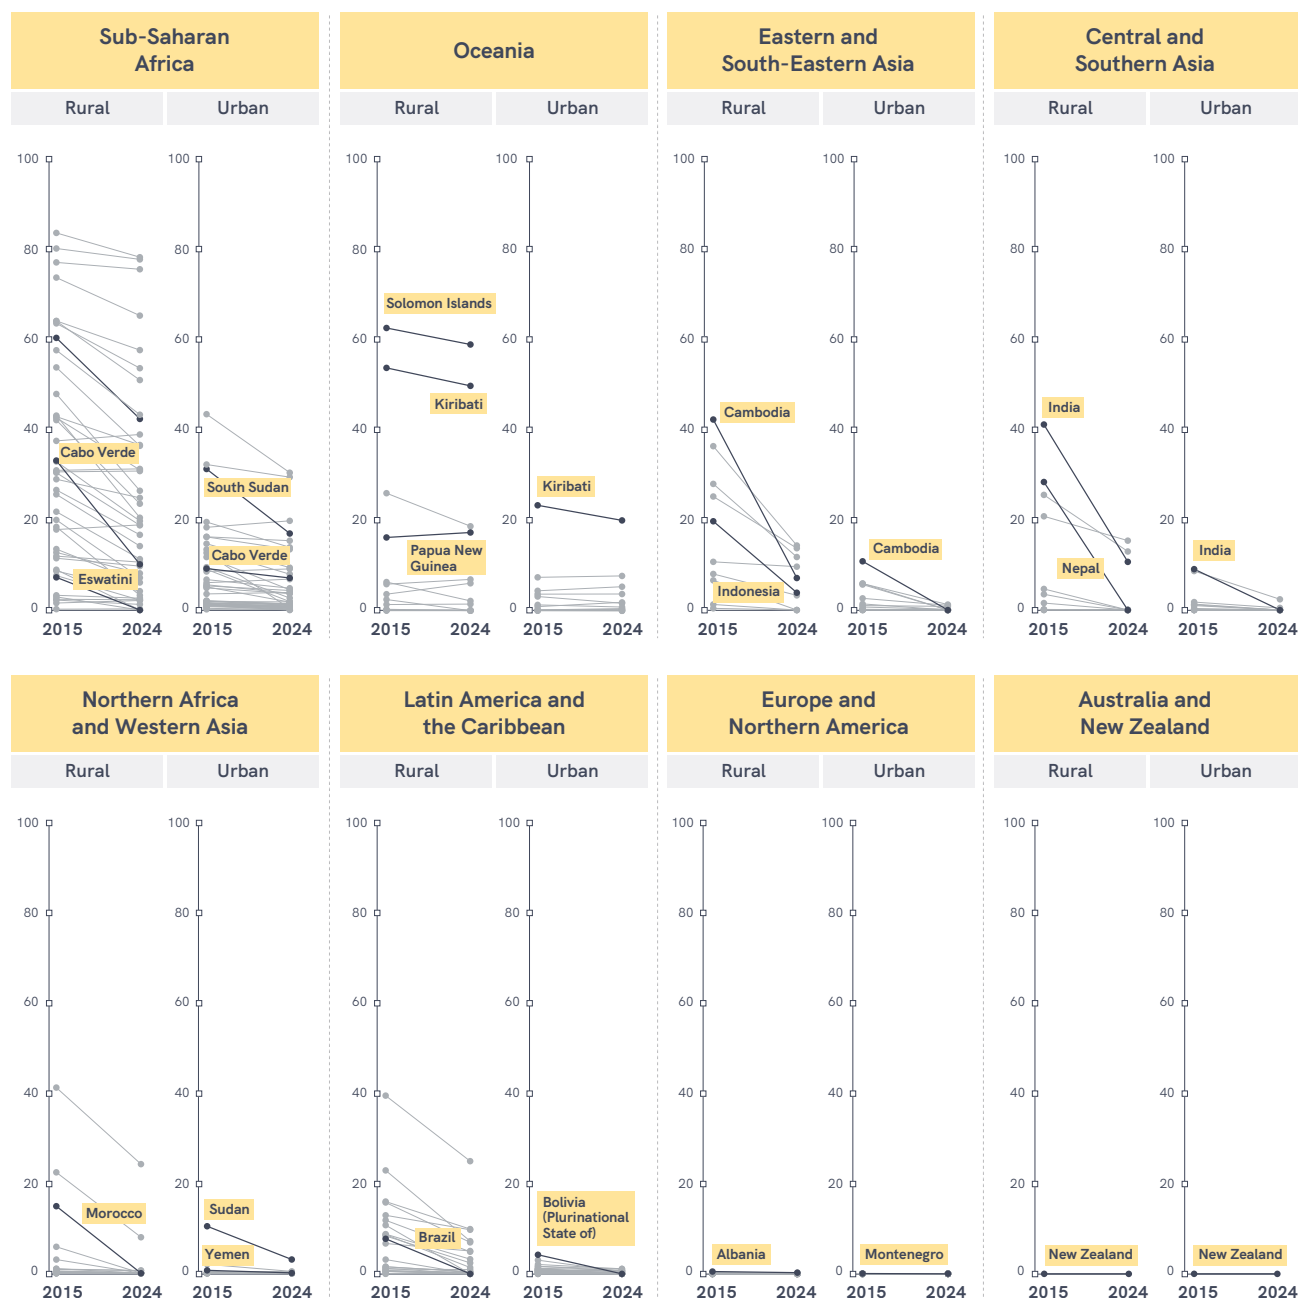 Sub-Saharan
Africa
Oceania
Eastern and
South-Eastern Asia
Central and
Southern Asia
Rural
Urban
Rural
Urban
Rural
Urban
Rural
Urban
100
80
60
40
20
0
Cabo Verde
Eswatini
2015
2024
100
80
60
40
20
0
South Sudan
Cabo Verde
2015
2024
100
80
60
40
20
0
Solomon Islands
Kiribati
Papua New
Guinea
2015
2024
100
80
60
40
20
0
Kiribati
2015
2024
100
80
60
40
20
0
Cambodia
Indonesia
2015
2024
100
80
60
40
20
0
Cambodia
2015
2024
100
80
60
40
20
0
India
Nepal
2015
2024
100
80
60
40
20
0
India
2015
2024
Northern Africa
and Western Asia
Latin America and
the Caribbean
Europe and
Northern America
Australia and
New Zealand
Rural
Urban
Rural
Urban
Rural
Urban
Rural
Urban
100
80
60
40
20
0
Morocco
2015
2024
100
80
60
40
20
0
Sudan
Yemen
2015
2024
100
80
60
40
20
0
Brazil
2015
2024
100
80
60
40
20
0
Bolivia
(Plurinational
State of)
2015
2024
100
80
60
40
20
0
Albania
2015
2024
100
80
60
40
20
0
Montenegro
2015
2024
100
80
60
40
20
0
New Zealand
2015
2024
100
80
60
40
20
0
New Zealand
2015
2024